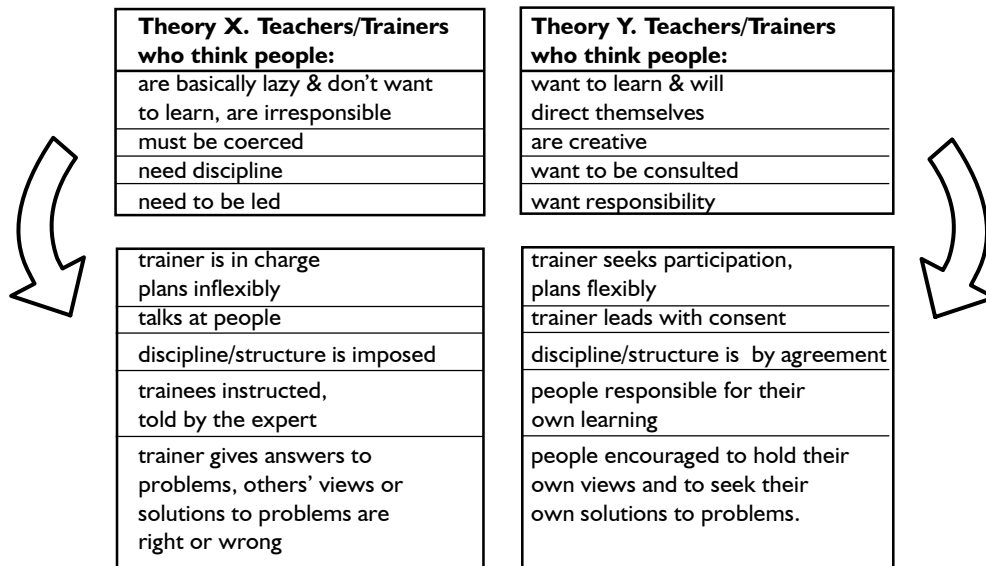 Theory X. Teachers/Trainers
who think people:
are basically lazy & don’t want
to learn, are irresponsible
must be coerced
need discipline
need to be led
trainer is in charge
plans inflexibly
talks at people
discipline/structure is imposed
trainees instructed,
told by the expert
trainer gives answers to
problems, others’ views or
solutions to problems are
right or wrong
Theory Y. Teachers/Trainers
who think people:
want to learn & will
direct themselves
are creative
want to be consulted
want responsibility
trainer seeks participation,
plans flexibly
trainer leads with consent
discipline/structure is by agreement
people responsible for their
own learning
people encouraged to hold their
own views and to seek their
own solutions to problems.